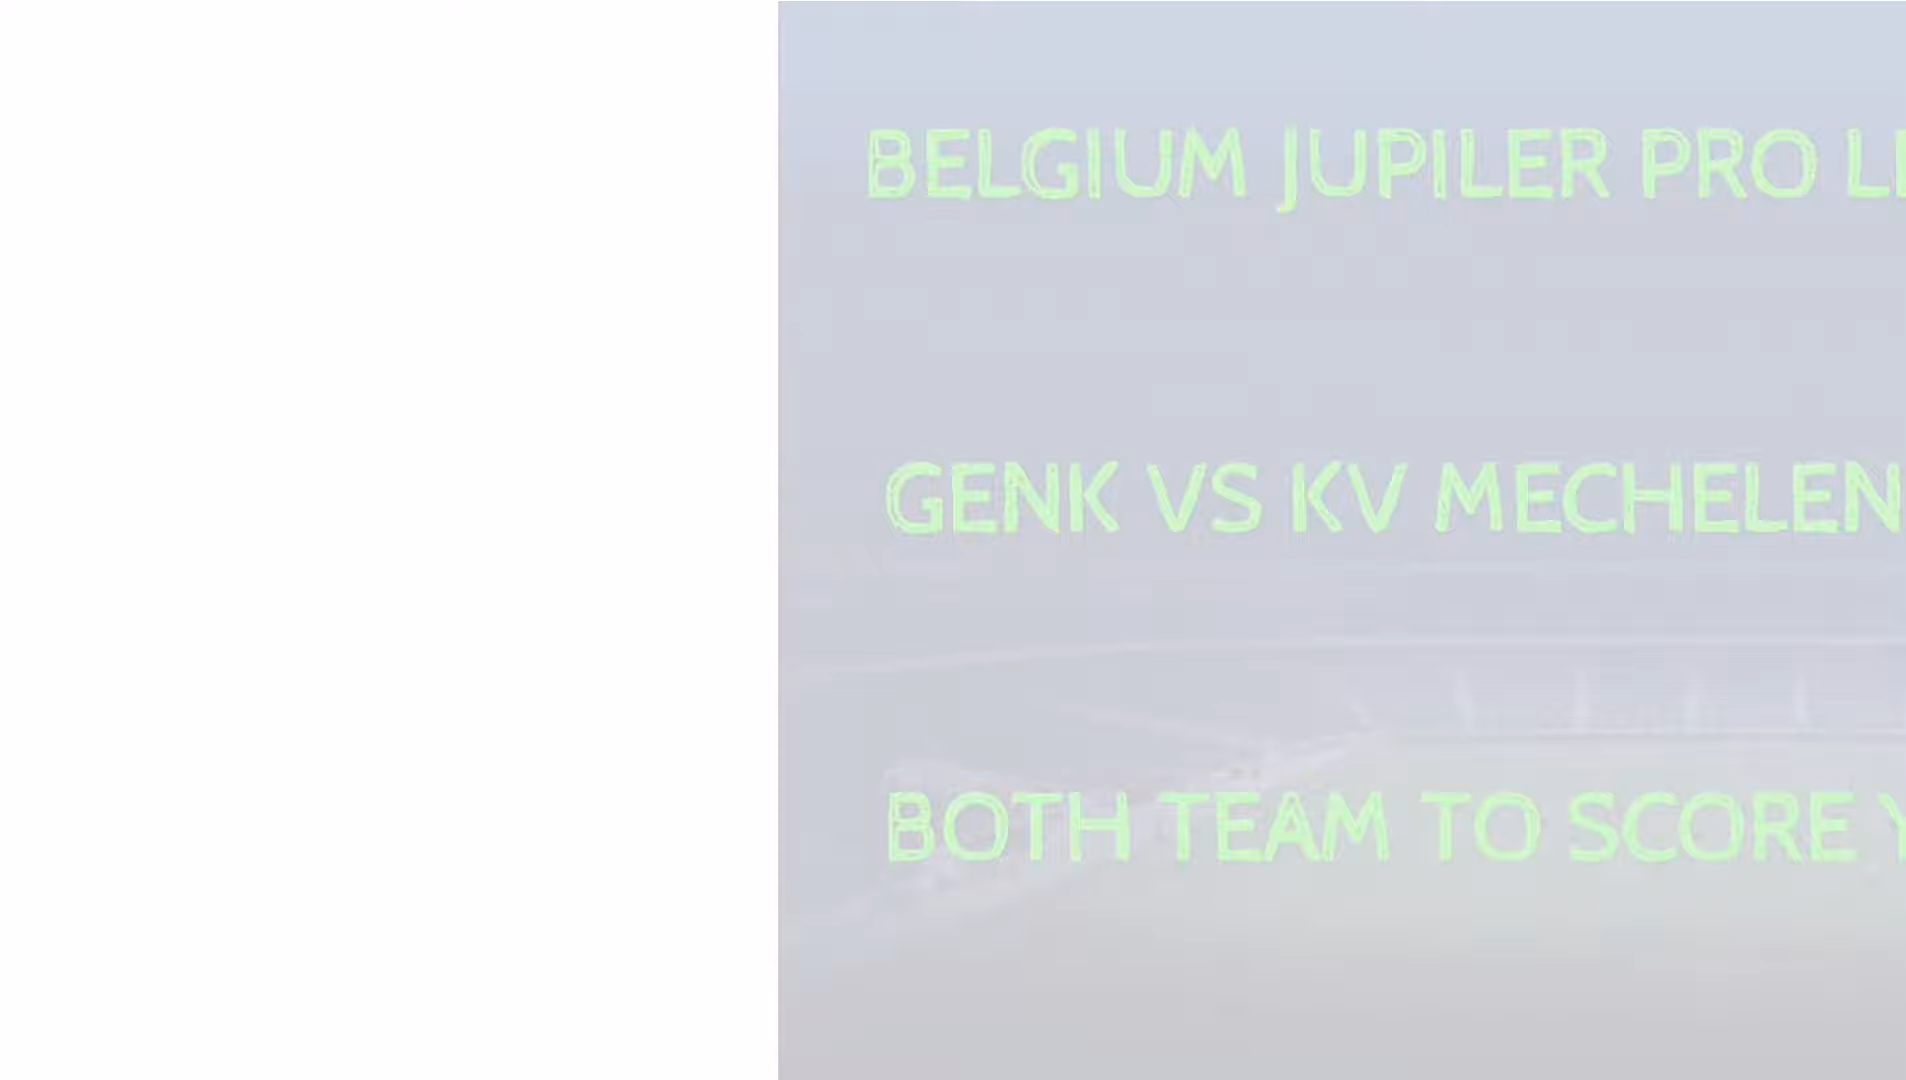 BELGIUM JUPILER PRO
GENK VS KV MECHELEN
BOTH TEAM TO SCORE